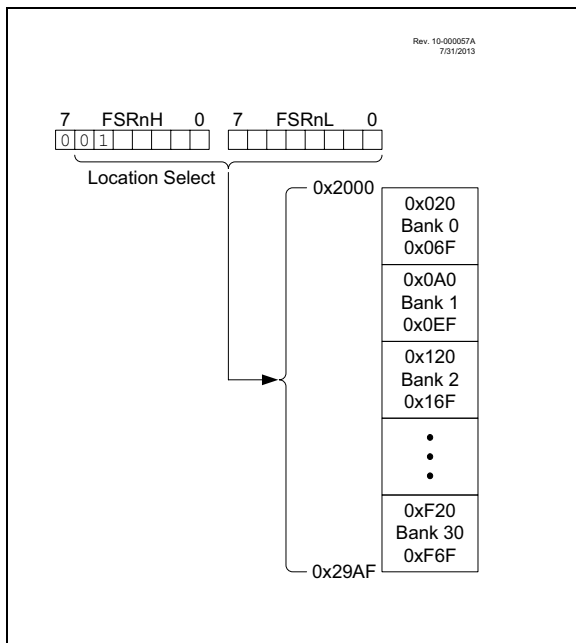 Rev. 10-000057A
7/31/2013
7 FSRnH 0 7 FSRnL 0
0 0 1
Location Select
0x2000
0x020
Bank 0
0x06F
0x0A0
Bank 1
0x0EF
0x120
Bank 2
0x16F
0xF20
Bank 30
0xF6F
0x29AF